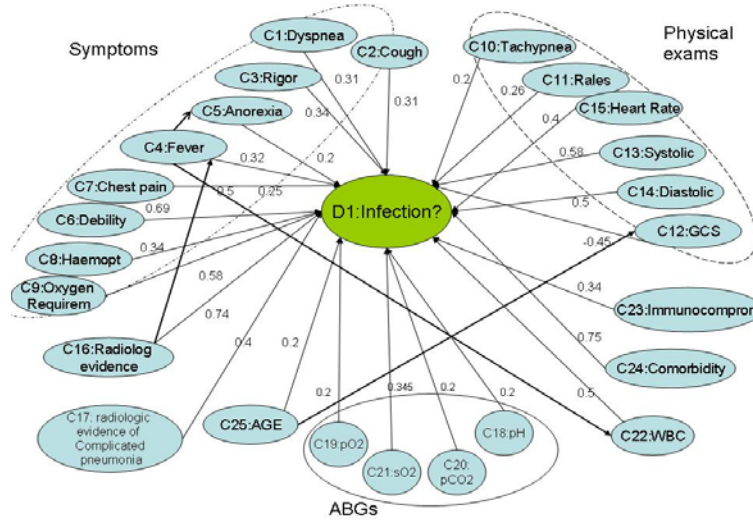 Symptoms
Physical
exams
C1:Dyspnea
C2:Cough
C10:Tachypnea
C3:Rigor
C11:Rales
C5:Anorexia
C15:Heart Rate
C4:Fever
C13:Systolic
C7:Chest pain
C14:Diastolic
C6:Debility
C12:GCS
C8:Haemopt
C9:Oxygen
Requirem
D1:Infection?
C23:Immunocompron
C16:Radiolog
evidence
C24:Comorbidity
C17: radiologic
evidence of
Complicated
pneumonia
C25:AGE
C22:WBC
C19:pO2
C21:sO2
C20:
pCO2
C18:pH
ABGs
0.31
0.31
0.2
0.34
0.26
0.4
0.32
0.2
0.58
0.5
0.25
0.5
0.69
-0.45
0.34
0.58
0.34
0.74
0.75
0.4
0.2
0.5
0.2
0.345
0.2
0.2